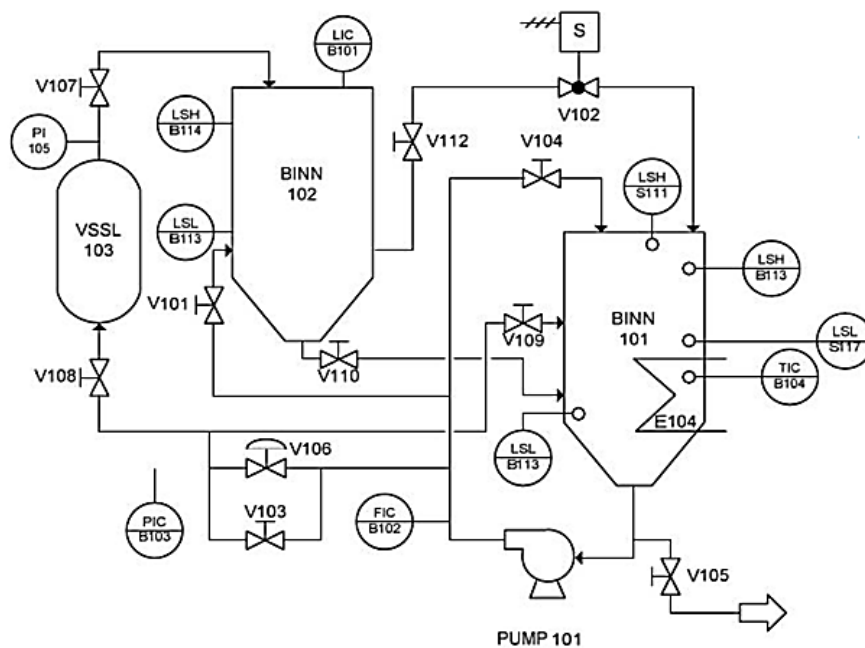 LIC
B101
S
V107
V102
LSH
B114
V104
PI
105
V112
BINN
102
LSH
S111
VSSL
103
LSL
B113
LSH
B113
V101
BINN
101
V109
LSL
S117
V108
V110
TIC
B104
E104
V106
LSL
B113
V103
PIC
B103
FIC
B102
V105
PUMP 101